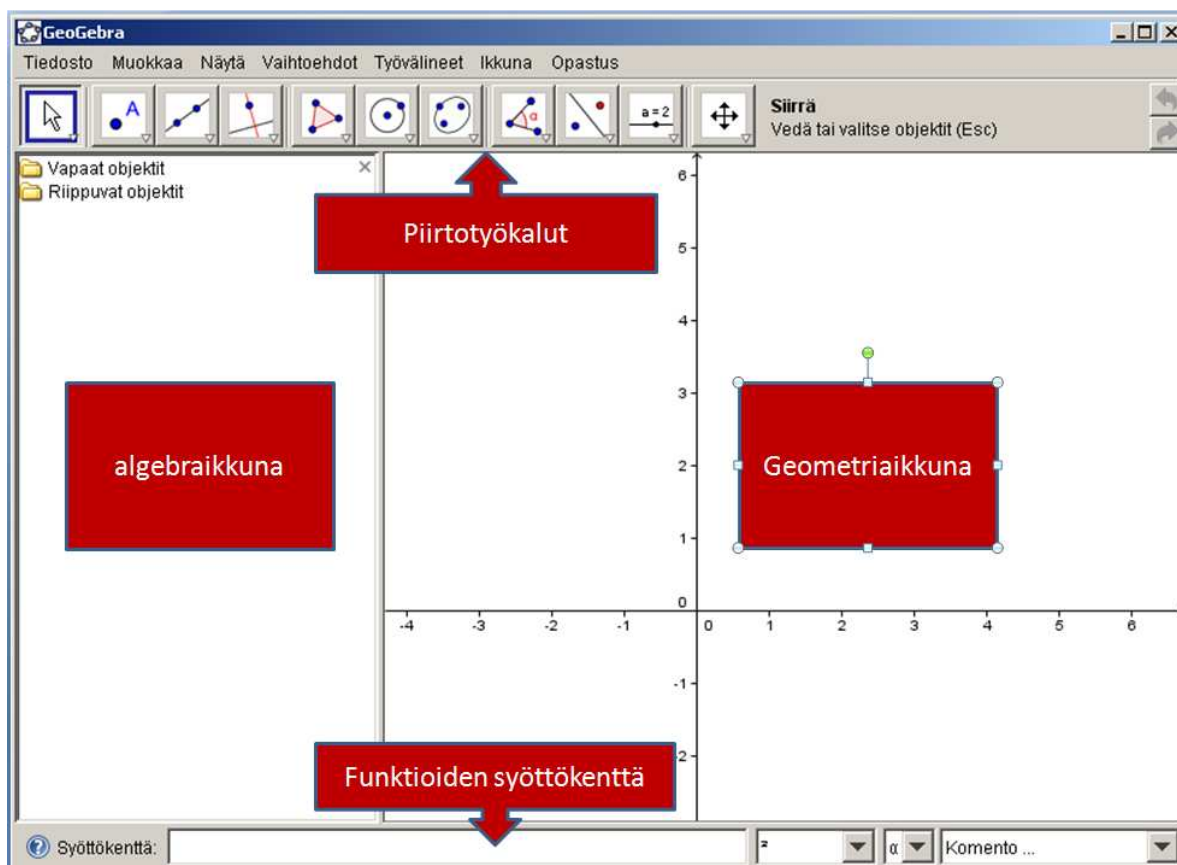 GeoGebra
Tiedosto Muokkaa Näytä Vaihtoehdot Työvälineet Ikkuna Opastus
A
α
a = 2
Siirrä
Vedä tai valitse objektit (Esc)
Vapaat objektit
Riippuvat objektit
Piirtotyökalut
algebraikkuna
Geometriaikkuna
6
5
4
3
2
1
0
-1
-2
-4 -3 -2 -1 0 1 2 3 4 5 6
Funktioiden syöttökenttä
Syöttökenttä: ² α Komento ...